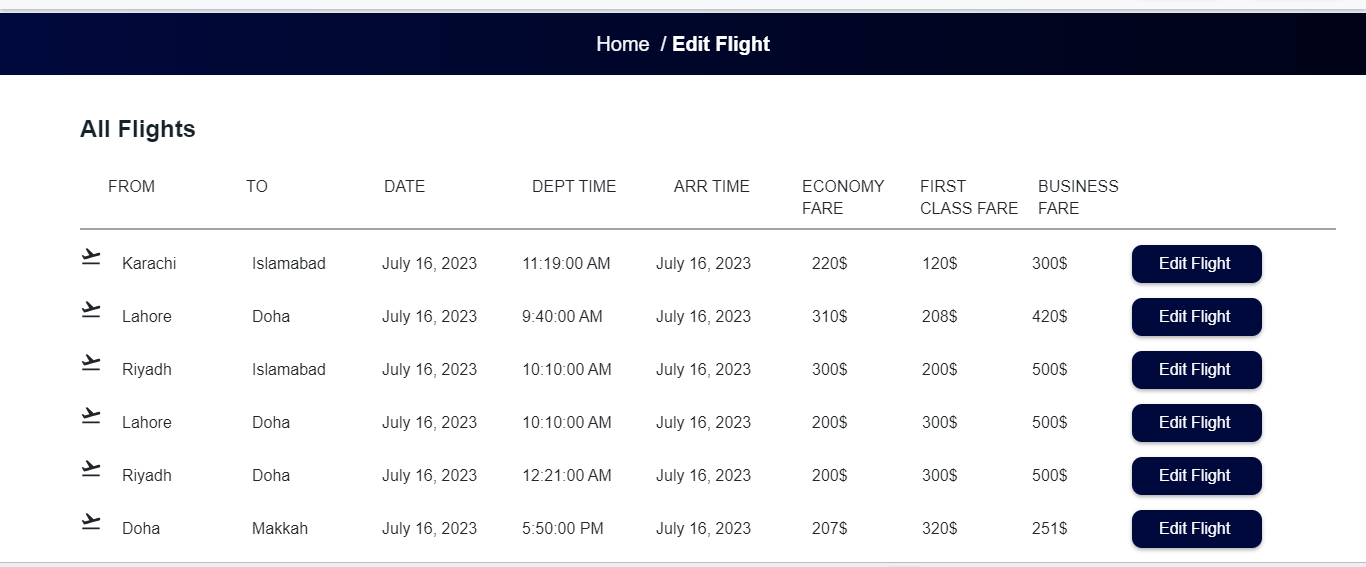 Home / Edit Flight
All Flights
FROM TO DATE DEPT TIME ARR TIME ECONOMY FARE FIRST CLASS FARE BUSINESS FARE
Karachi Islamabad July 16, 2023 11:19:00 AM July 16, 2023 220$ 120$ 300$ Edit Flight
Lahore Doha July 16, 2023 9:40:00 AM July 16, 2023 310$ 208$ 420$ Edit Flight
Riyadh Islamabad July 16, 2023 10:10:00 AM July 16, 2023 300$ 200$ 500$ Edit Flight
Lahore Doha July 16, 2023 10:10:00 AM July 16, 2023 200$ 300$ 500$ Edit Flight
Riyadh Doha July 16, 2023 12:21:00 AM July 16, 2023 200$ 300$ 500$ Edit Flight
Doha Makkah July 16, 2023 5:50:00 PM July 16, 2023 207$ 320$ 251$ Edit Flight